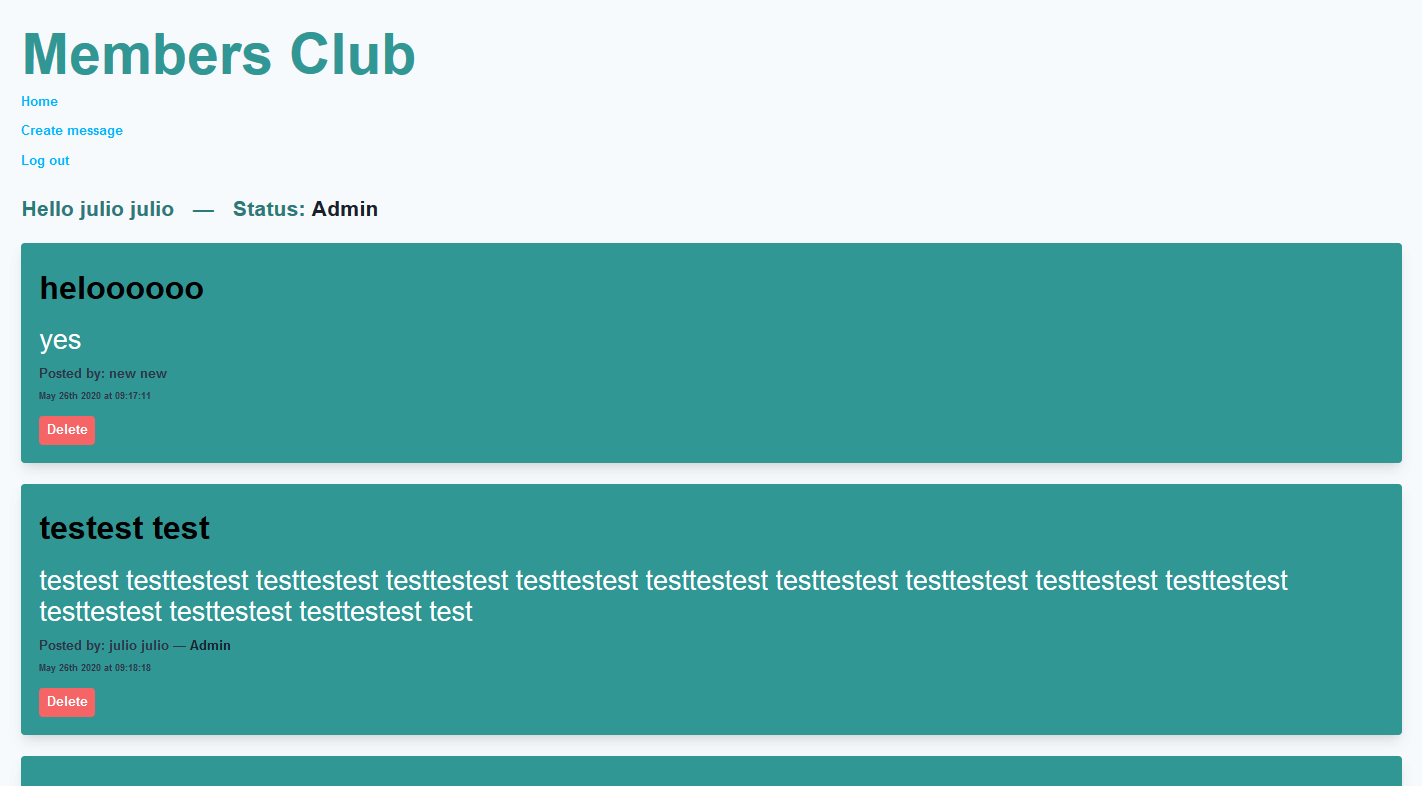 Members Club
Home
Create message
Log out
Hello julio julio — Status: Admin
heloooooo
yes
Posted by: new new
May 26th 2020 at 09:17:11
Delete
testest test
testest testtestest testtestest testtestest testtestest testtestest testtestest testtestest testtestest testtestest
testtestest testtestest testtestest test
Posted by: julio julio — Admin
May 26th 2020 at 09:18:18
Delete